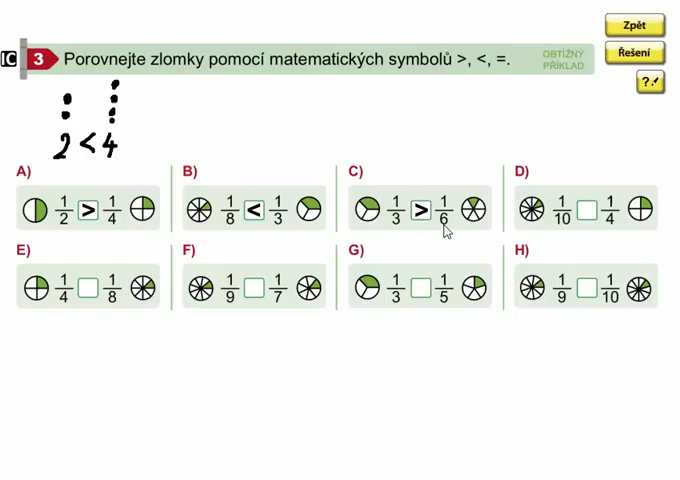 Zpět
IC 3 Porovnejte zlomky pomocí matematických symbolů >, <, =. OBTÍŽNÝ PŘÍKLAD
Řešení
?
2 < 4
A) B) C) D)
1/2 > 1/4 1/8 < 1/3 1/3 > 1/6 1/10 1/4
E) F) G) H)
1/4 1/8 1/9 1/7 1/3 1/5 1/9 1/10